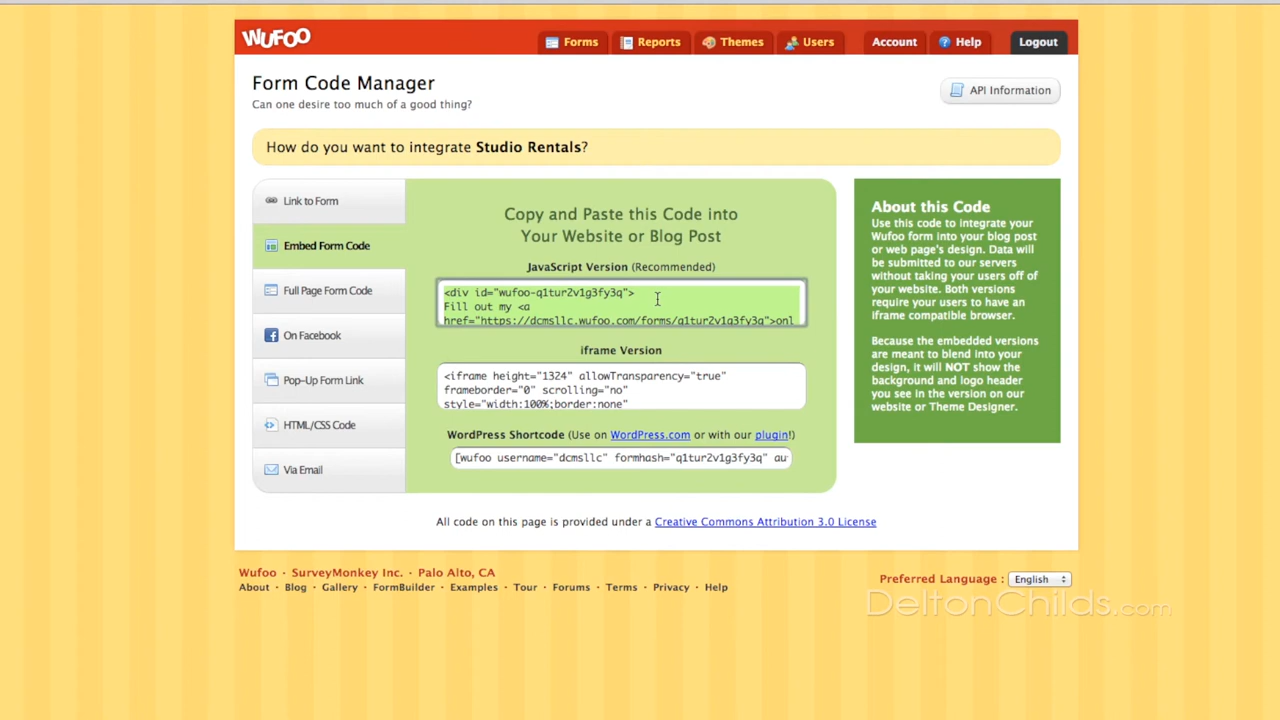 WUFOO
Forms Reports Themes Users Account Help Logout
Form Code Manager
Can one desire too much of a good thing?
API Information
How do you want to integrate Studio Rentals?
Link to Form
Embed Form Code
Full Page Form Code
On Facebook
Pop-Up Form Link
HTML/CSS Code
Via Email
Copy and Paste this Code into
Your Website or Blog Post
JavaScript Version (Recommended)
<div id="wufoo-q1tur2v1g3fy3q">
Fill out my <a
href="https://dcmsllc.wufoo.com/forms/q1tur2v1g3fy3q">onl
iframe Version
<iframe height="1324" allowTransparency="true"
frameborder="0" scrolling="no"
style="width:100%;border:none"
WordPress Shortcode (Use on WordPress.com or with our plugin!)
[wufoo username="dcmsllc" formhash="q1tur2v1g3fy3q" au
About this Code
Use this code to integrate your
Wufoo form into your blog post
or web page's design. Data will
be submitted to our servers
without taking your users off of
your website. Both versions
require your users to have an
iframe compatible browser.
Because the embedded versions
are meant to blend into your
design, it will NOT show the
background and logo header
you see in the version on our
website or Theme Designer.
All code on this page is provided under a Creative Commons Attribution 3.0 License
Wufoo · SurveyMonkey Inc. · Palo Alto, CA
About · Blog · Gallery · FormBuilder · Examples · Tour · Forums · Terms · Privacy · Help
Preferred Language : English
DeltonChilds.com